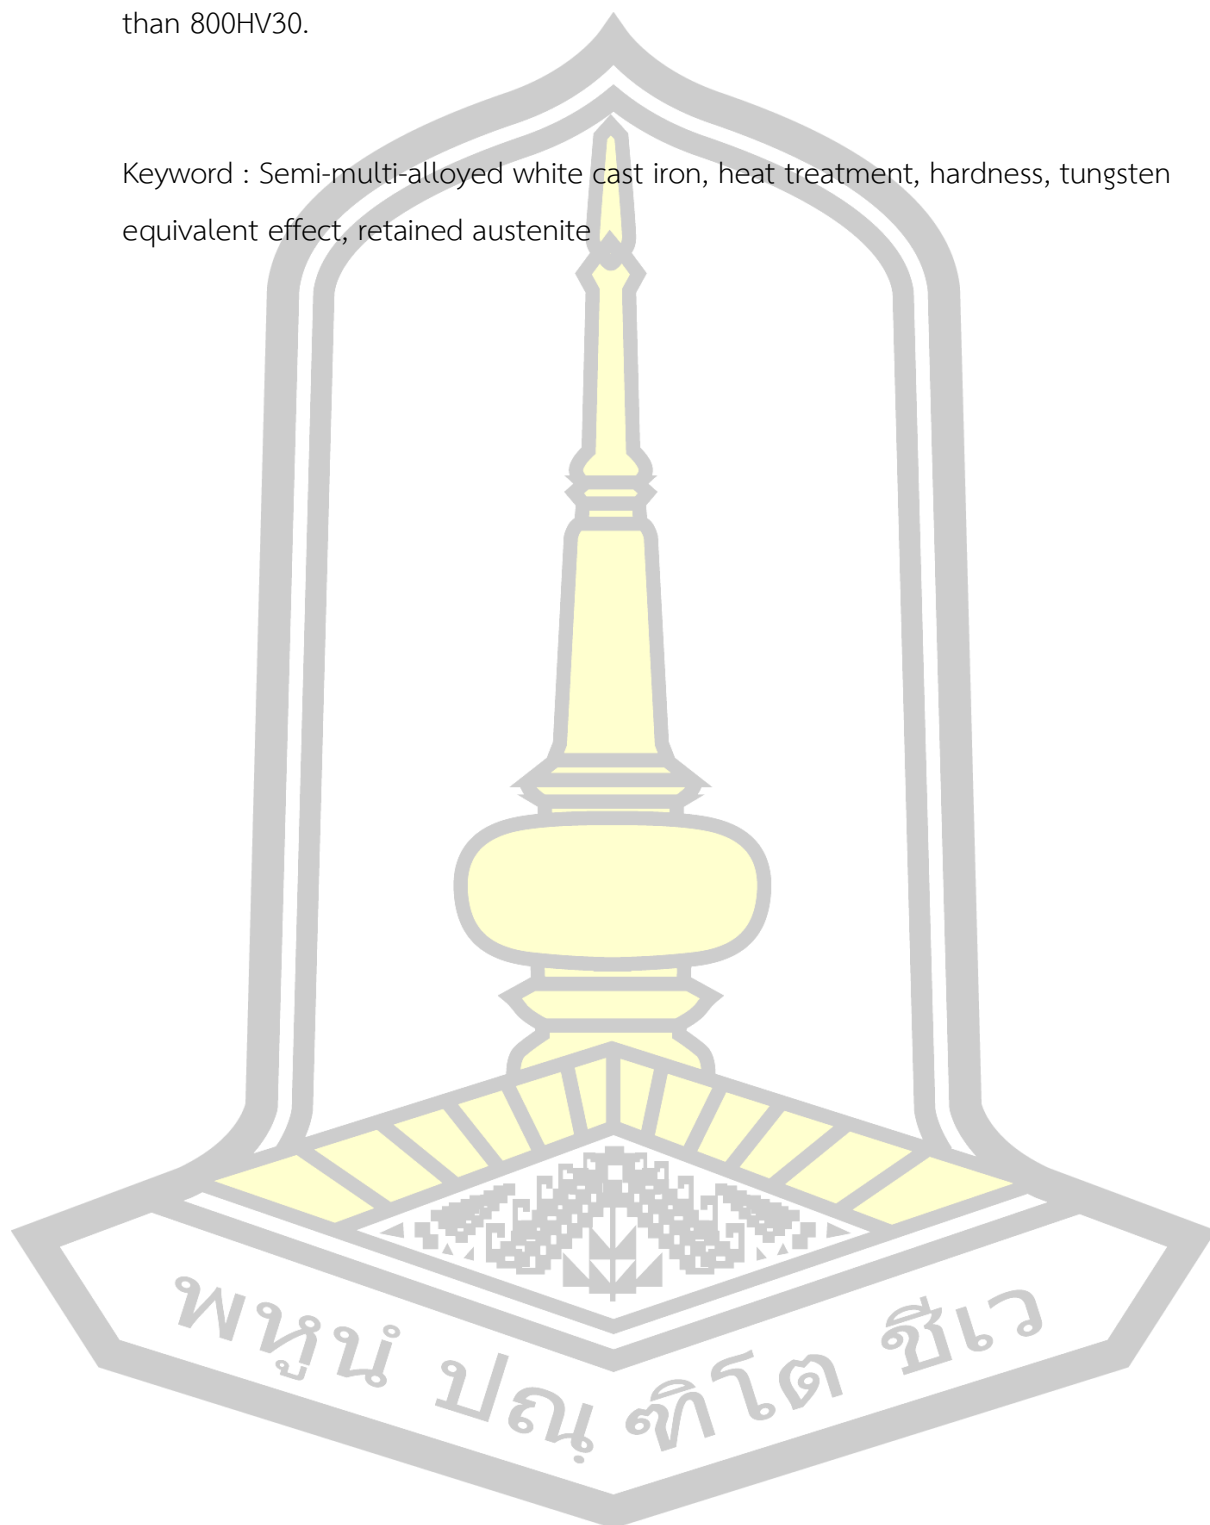 than 800HV30.
Keyword : Semi-multi-alloyed white cast iron, heat treatment, hardness, tungsten
equivalent effect, retained austenite
พหูนํ ปณฺฑิโต ชีเว